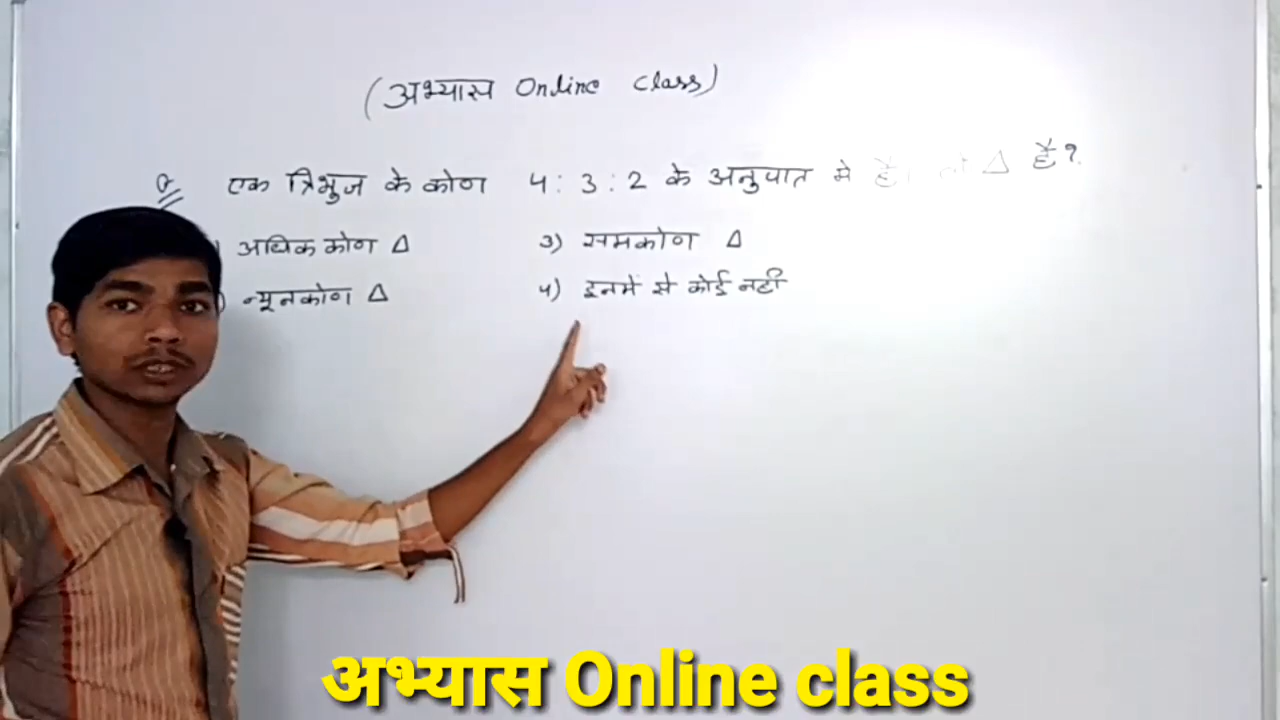 (अभ्यास Online Class)
Q एक त्रिभुज के कोण 4 : 3 : 2 के अनुपात मे है। तो Δ है?
) अधिक कोण Δ
3) समकोण Δ
) न्यूनकोण Δ
4) इनमें से कोई नहीं
अभ्यास Online class